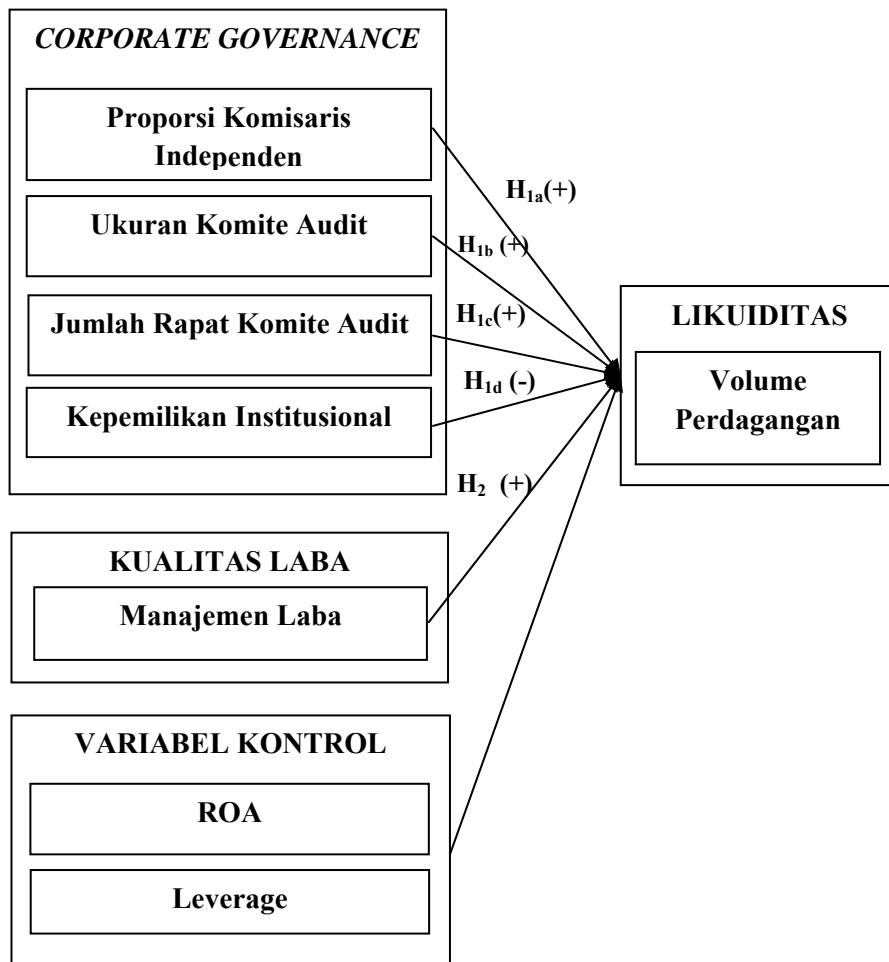 CORPORATE GOVERNANCE
Proporsi Komisaris
Independen
Ukuran Komite Audit
Jumlah Rapat Komite Audit
Kepemilikan Institusional
H1a(+)
H1b (+)
H1c(+)
H1d (-)
H2 (+)
LIKUIDITAS
Volume
Perdagangan
KUALITAS LABA
Manajemen Laba
VARIABEL KONTROL
ROA
Leverage